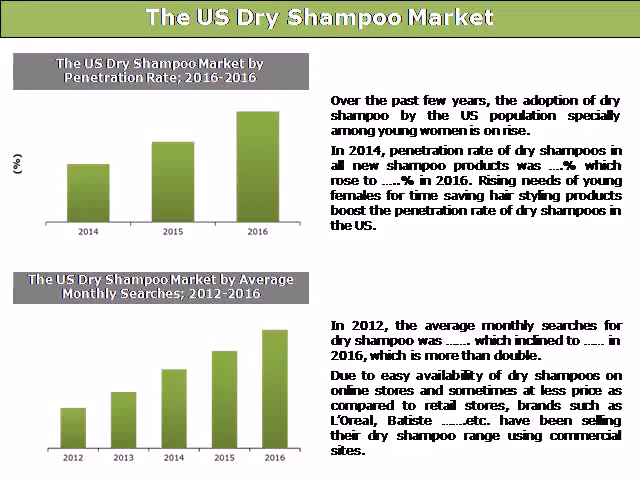 The US Dry Shampoo Market
The US Dry Shampoo Market by
Penetration Rate; 2016-2016
(%)
2014 2015 2016
Over the past few years, the adoption of dry
shampoo by the US population specially
among young women is on rise.
In 2014, penetration rate of dry shampoos in
all new shampoo products was ....% which
rose to .....% in 2016. Rising needs of young
females for time saving hair styling products
boost the penetration rate of dry shampoos in
the US.
The US Dry Shampoo Market by Average
Monthly Searches; 2012-2016
2012 2013 2014 2015 2016
In 2012, the average monthly searches for
dry shampoo was ....... which inclined to ...... in
2016, which is more than double.
Due to easy availability of dry shampoos on
online stores and sometimes at less price as
compared to retail stores, brands such as
L'Oreal, Batiste .......etc. have been selling
their dry shampoo range using commercial
sites.